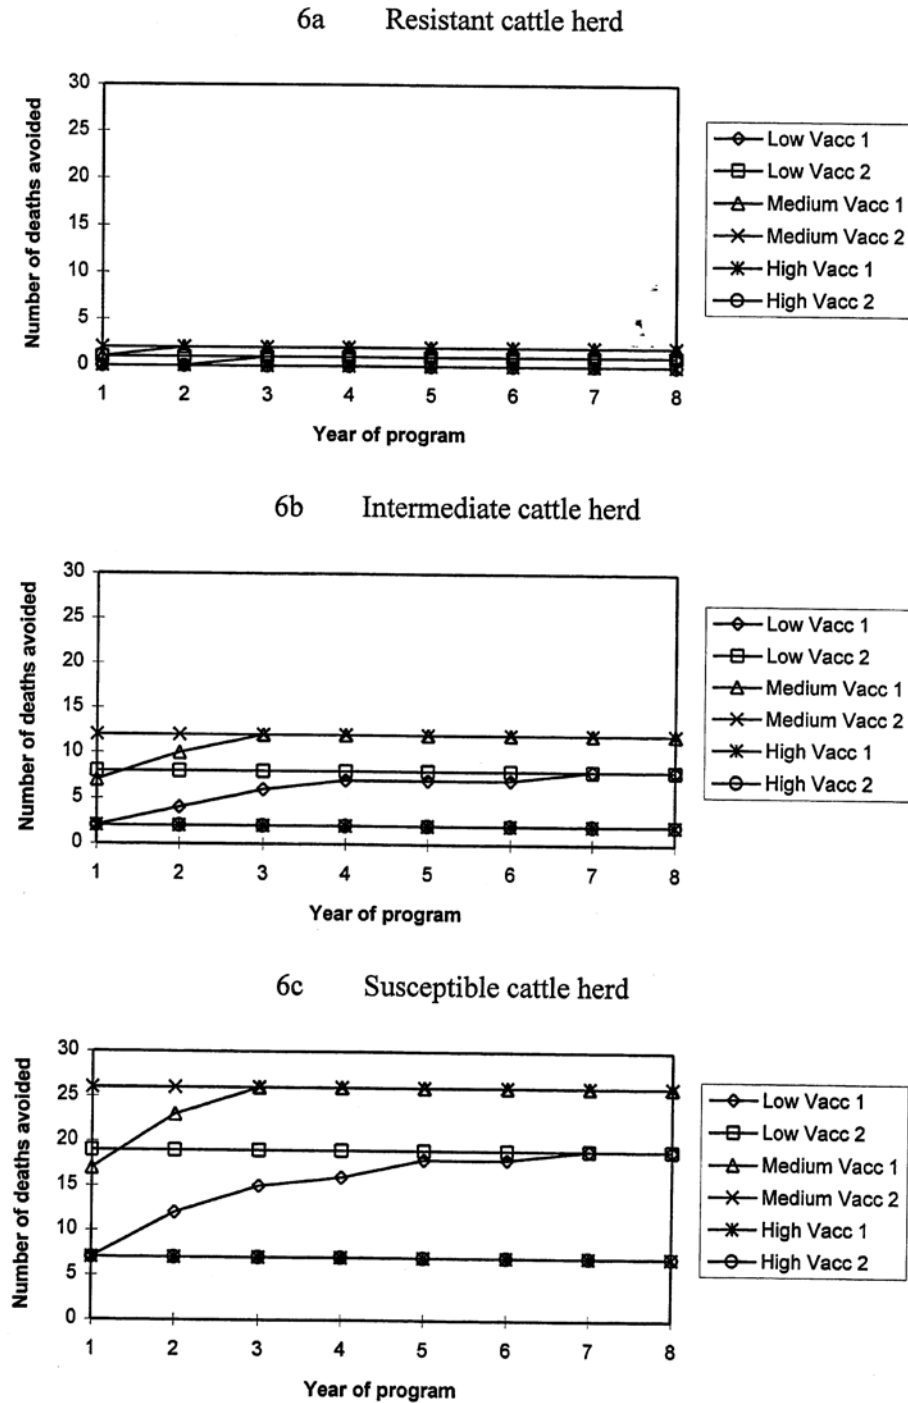 6a Resistant cattle herd
Number of deaths avoided
30
25
20
15
10
5
0
1 2 3 4 5 6 7 8
Year of program
Low Vacc 1
Low Vacc 2
Medium Vacc 1
Medium Vacc 2
High Vacc 1
High Vacc 2
6b Intermediate cattle herd
Number of deaths avoided
30
25
20
15
10
5
0
1 2 3 4 5 6 7 8
Year of program
Low Vacc 1
Low Vacc 2
Medium Vacc 1
Medium Vacc 2
High Vacc 1
High Vacc 2
6c Susceptible cattle herd
Number of deaths avoided
30
25
20
15
10
5
0
1 2 3 4 5 6 7 8
Year of program
Low Vacc 1
Low Vacc 2
Medium Vacc 1
Medium Vacc 2
High Vacc 1
High Vacc 2